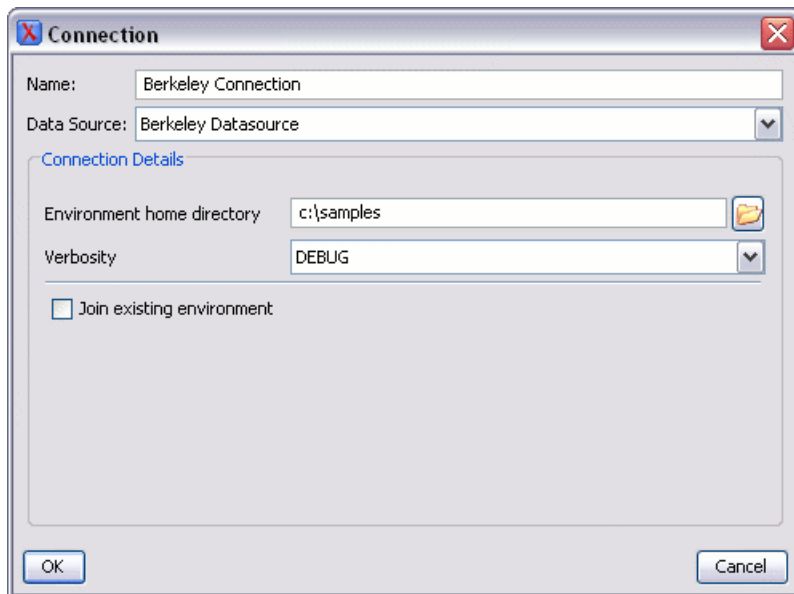 Connection
Name: Berkeley Connection
Data Source: Berkeley Datasource
Connection Details
Environment home directory c:\samples
Verbosity DEBUG
Join existing environment
OK Cancel